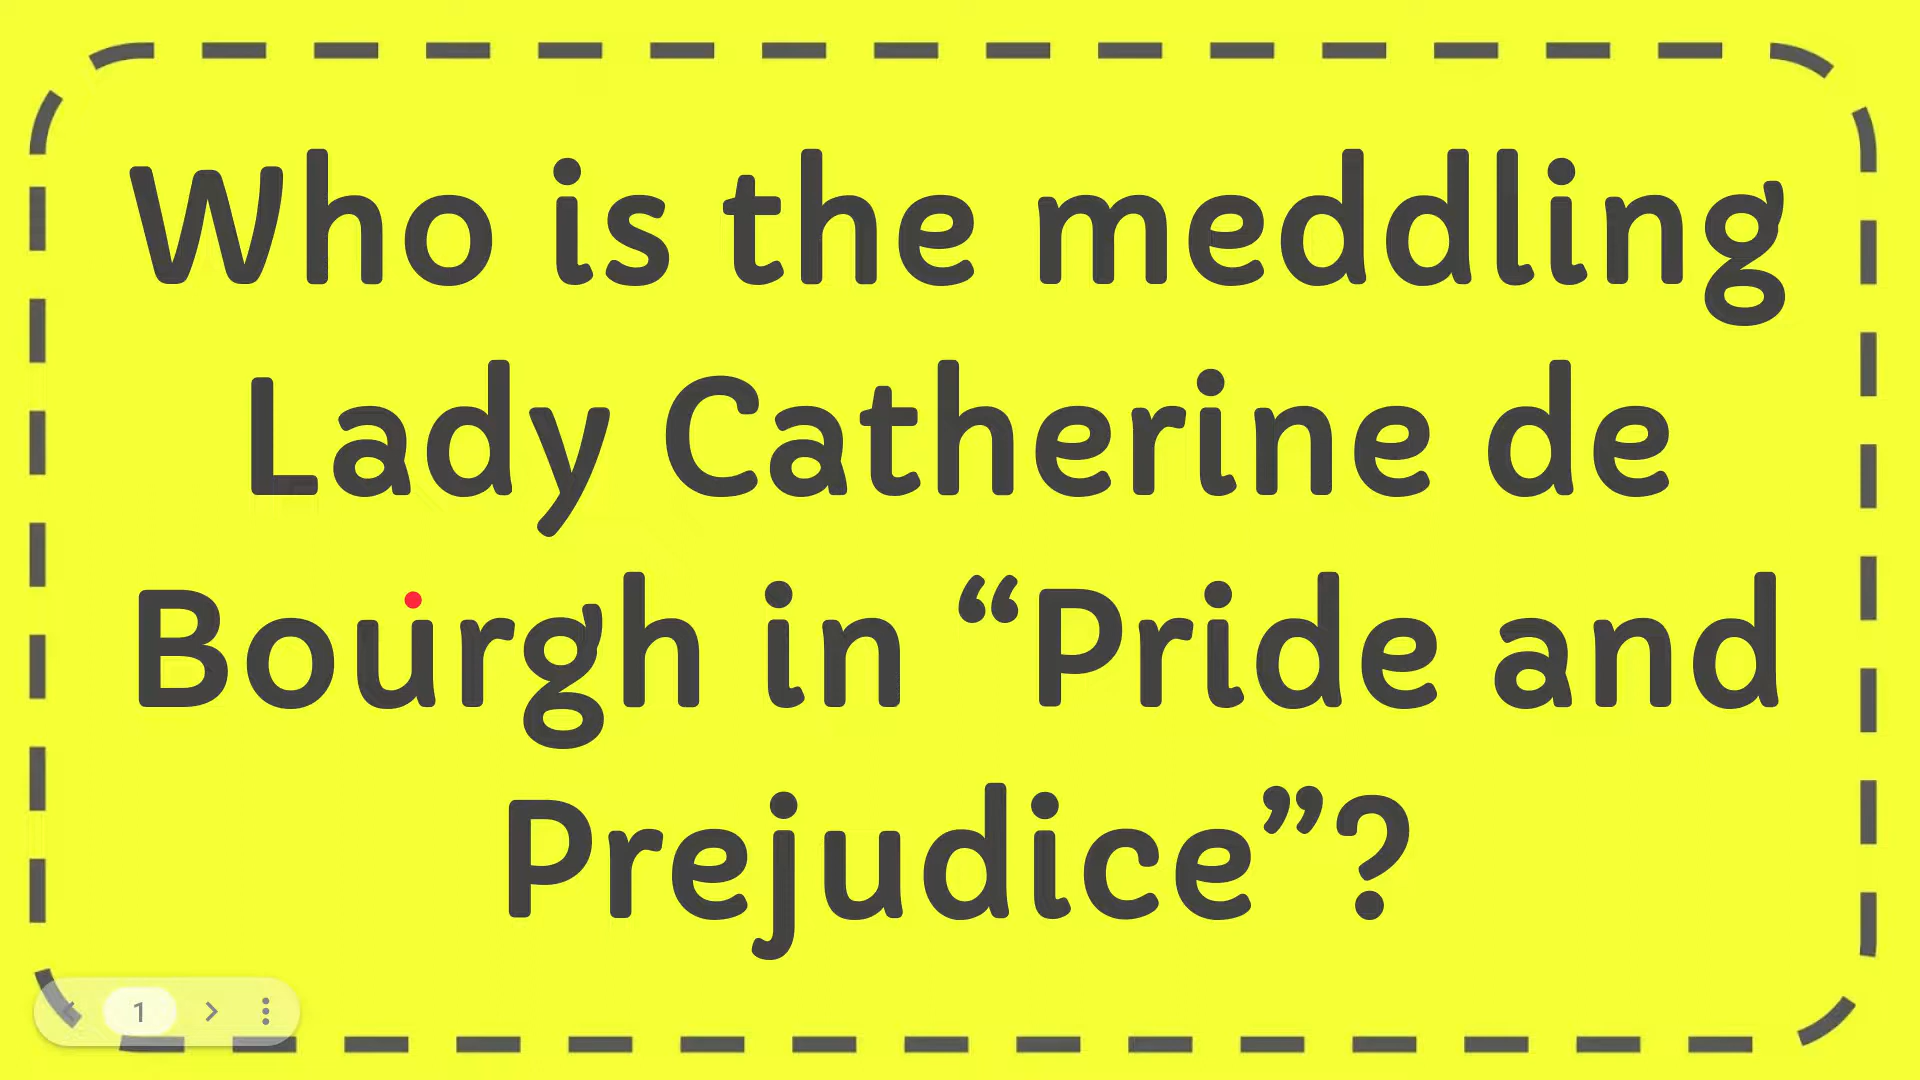 Who is the meddling
Lady Catherine de
Bourgh in “Pride and
Prejudice”?
1